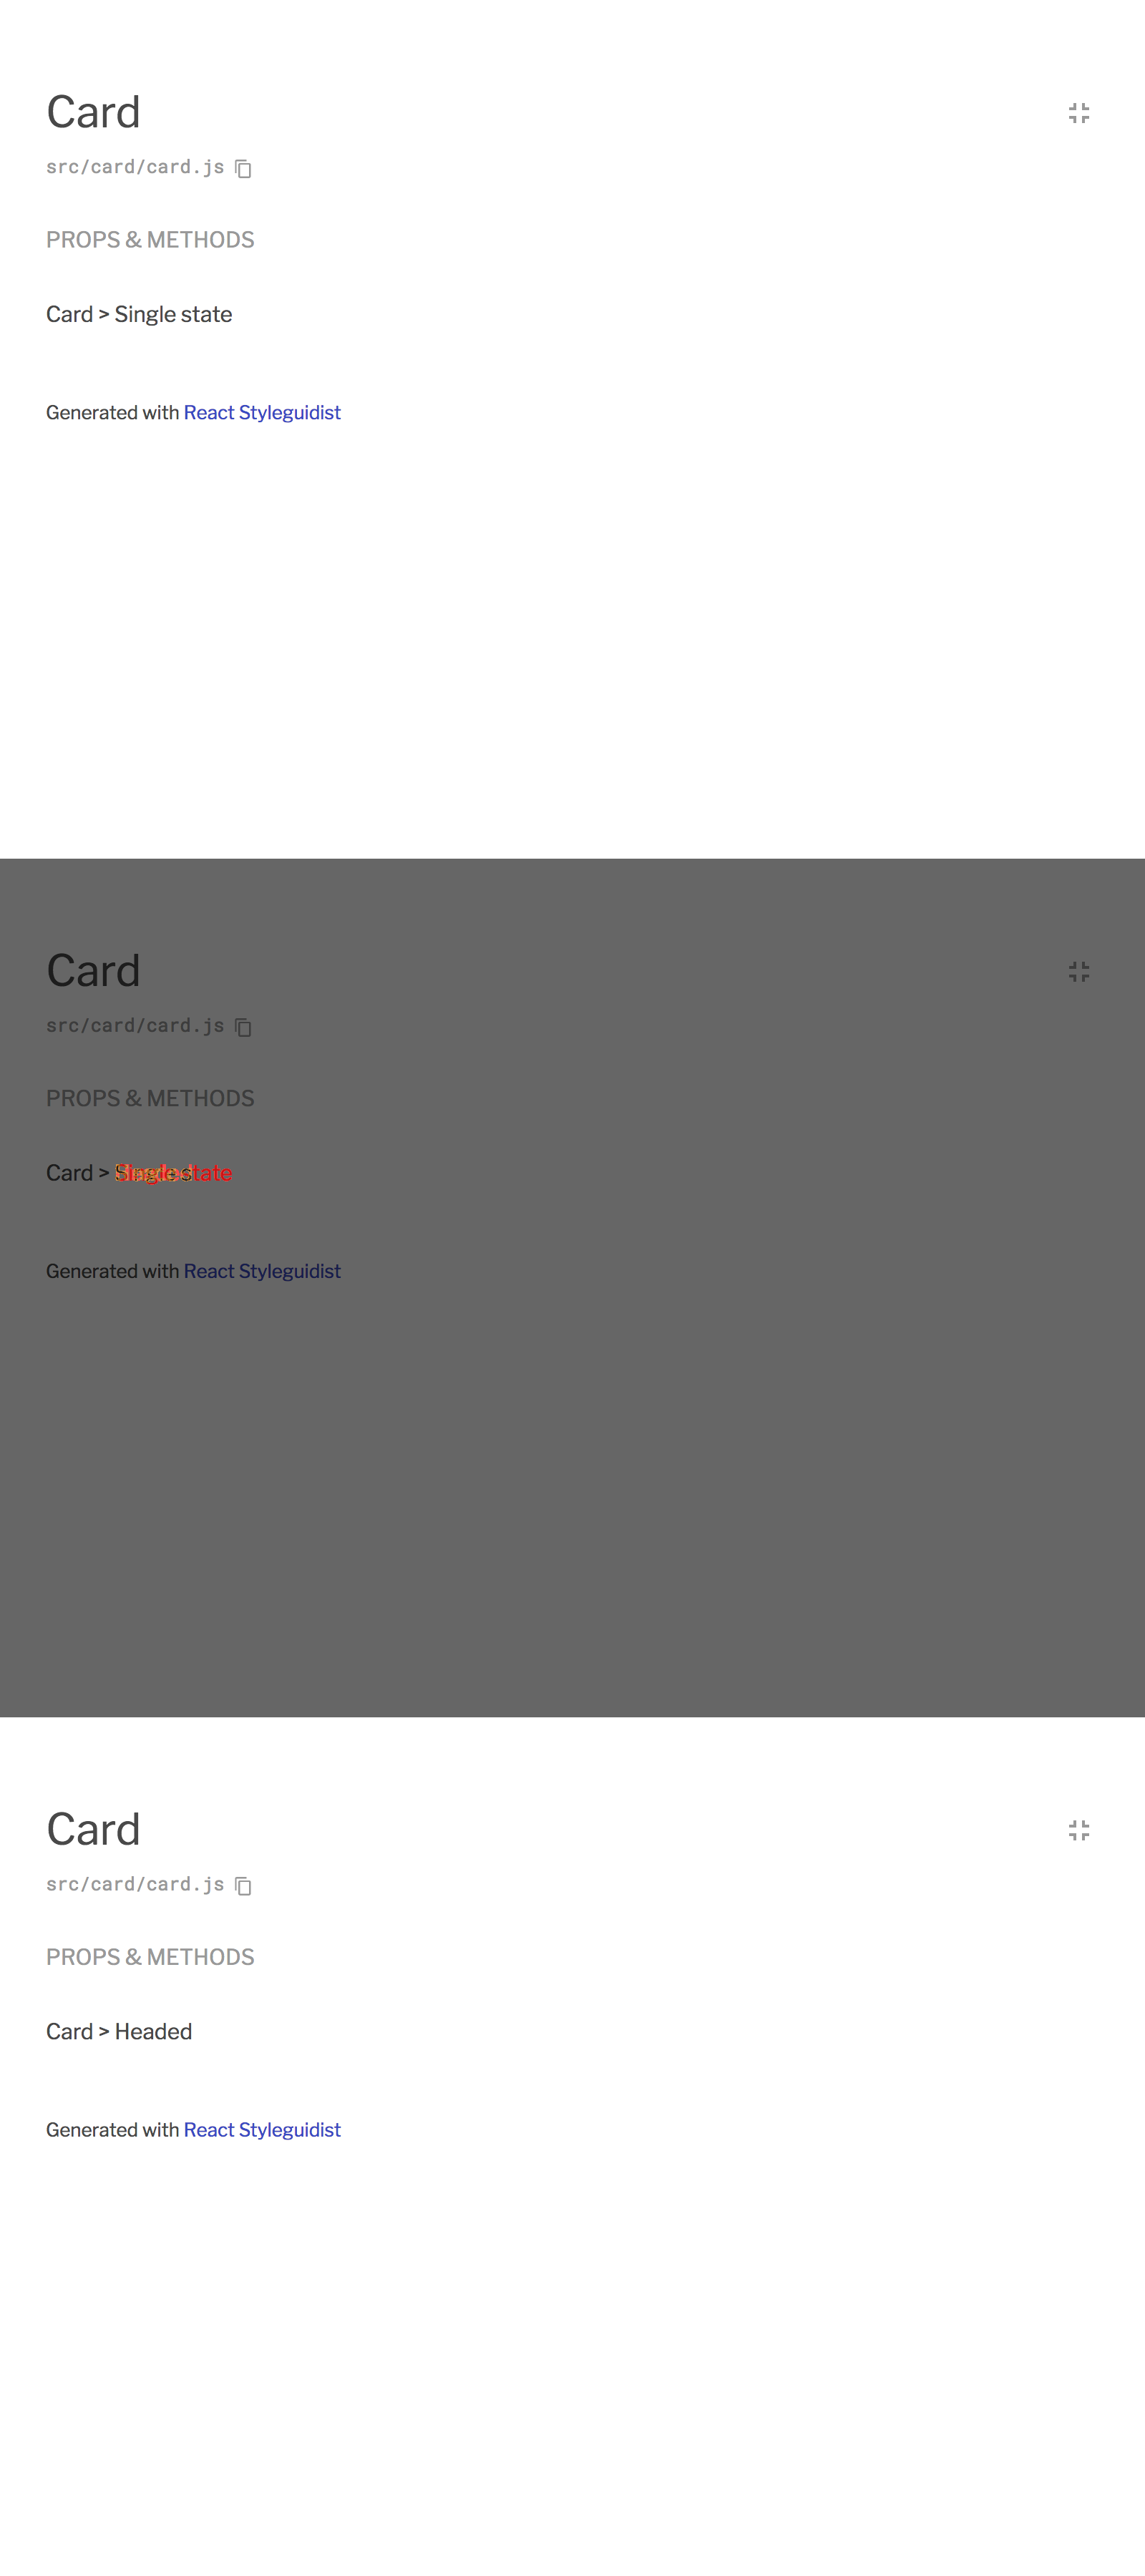 Card
src/card/card.js
PROPS & METHODS
Card > Single state
Generated with React Styleguidist
Card
src/card/card.js
PROPS & METHODS
Card > state
Generated with React Styleguidist
Card
src/card/card.js
PROPS & METHODS
Card > Headed
Generated with React Styleguidist